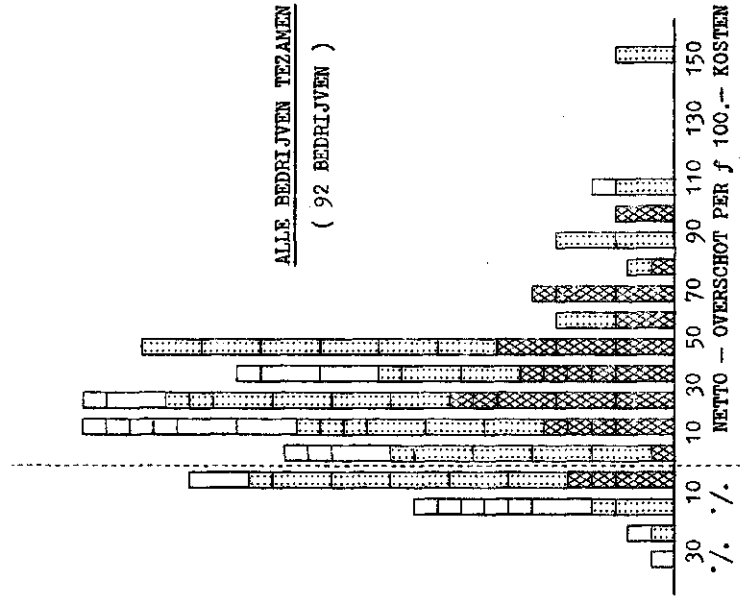 ALLE BEDRIJVEN TEZAMEN
( 92 BEDRIJVEN )
30 10 10 30 50 70 90 110 130 150
·/. ·/.
NETTO — OVERSCHOT PER ƒ 100.— KOSTEN